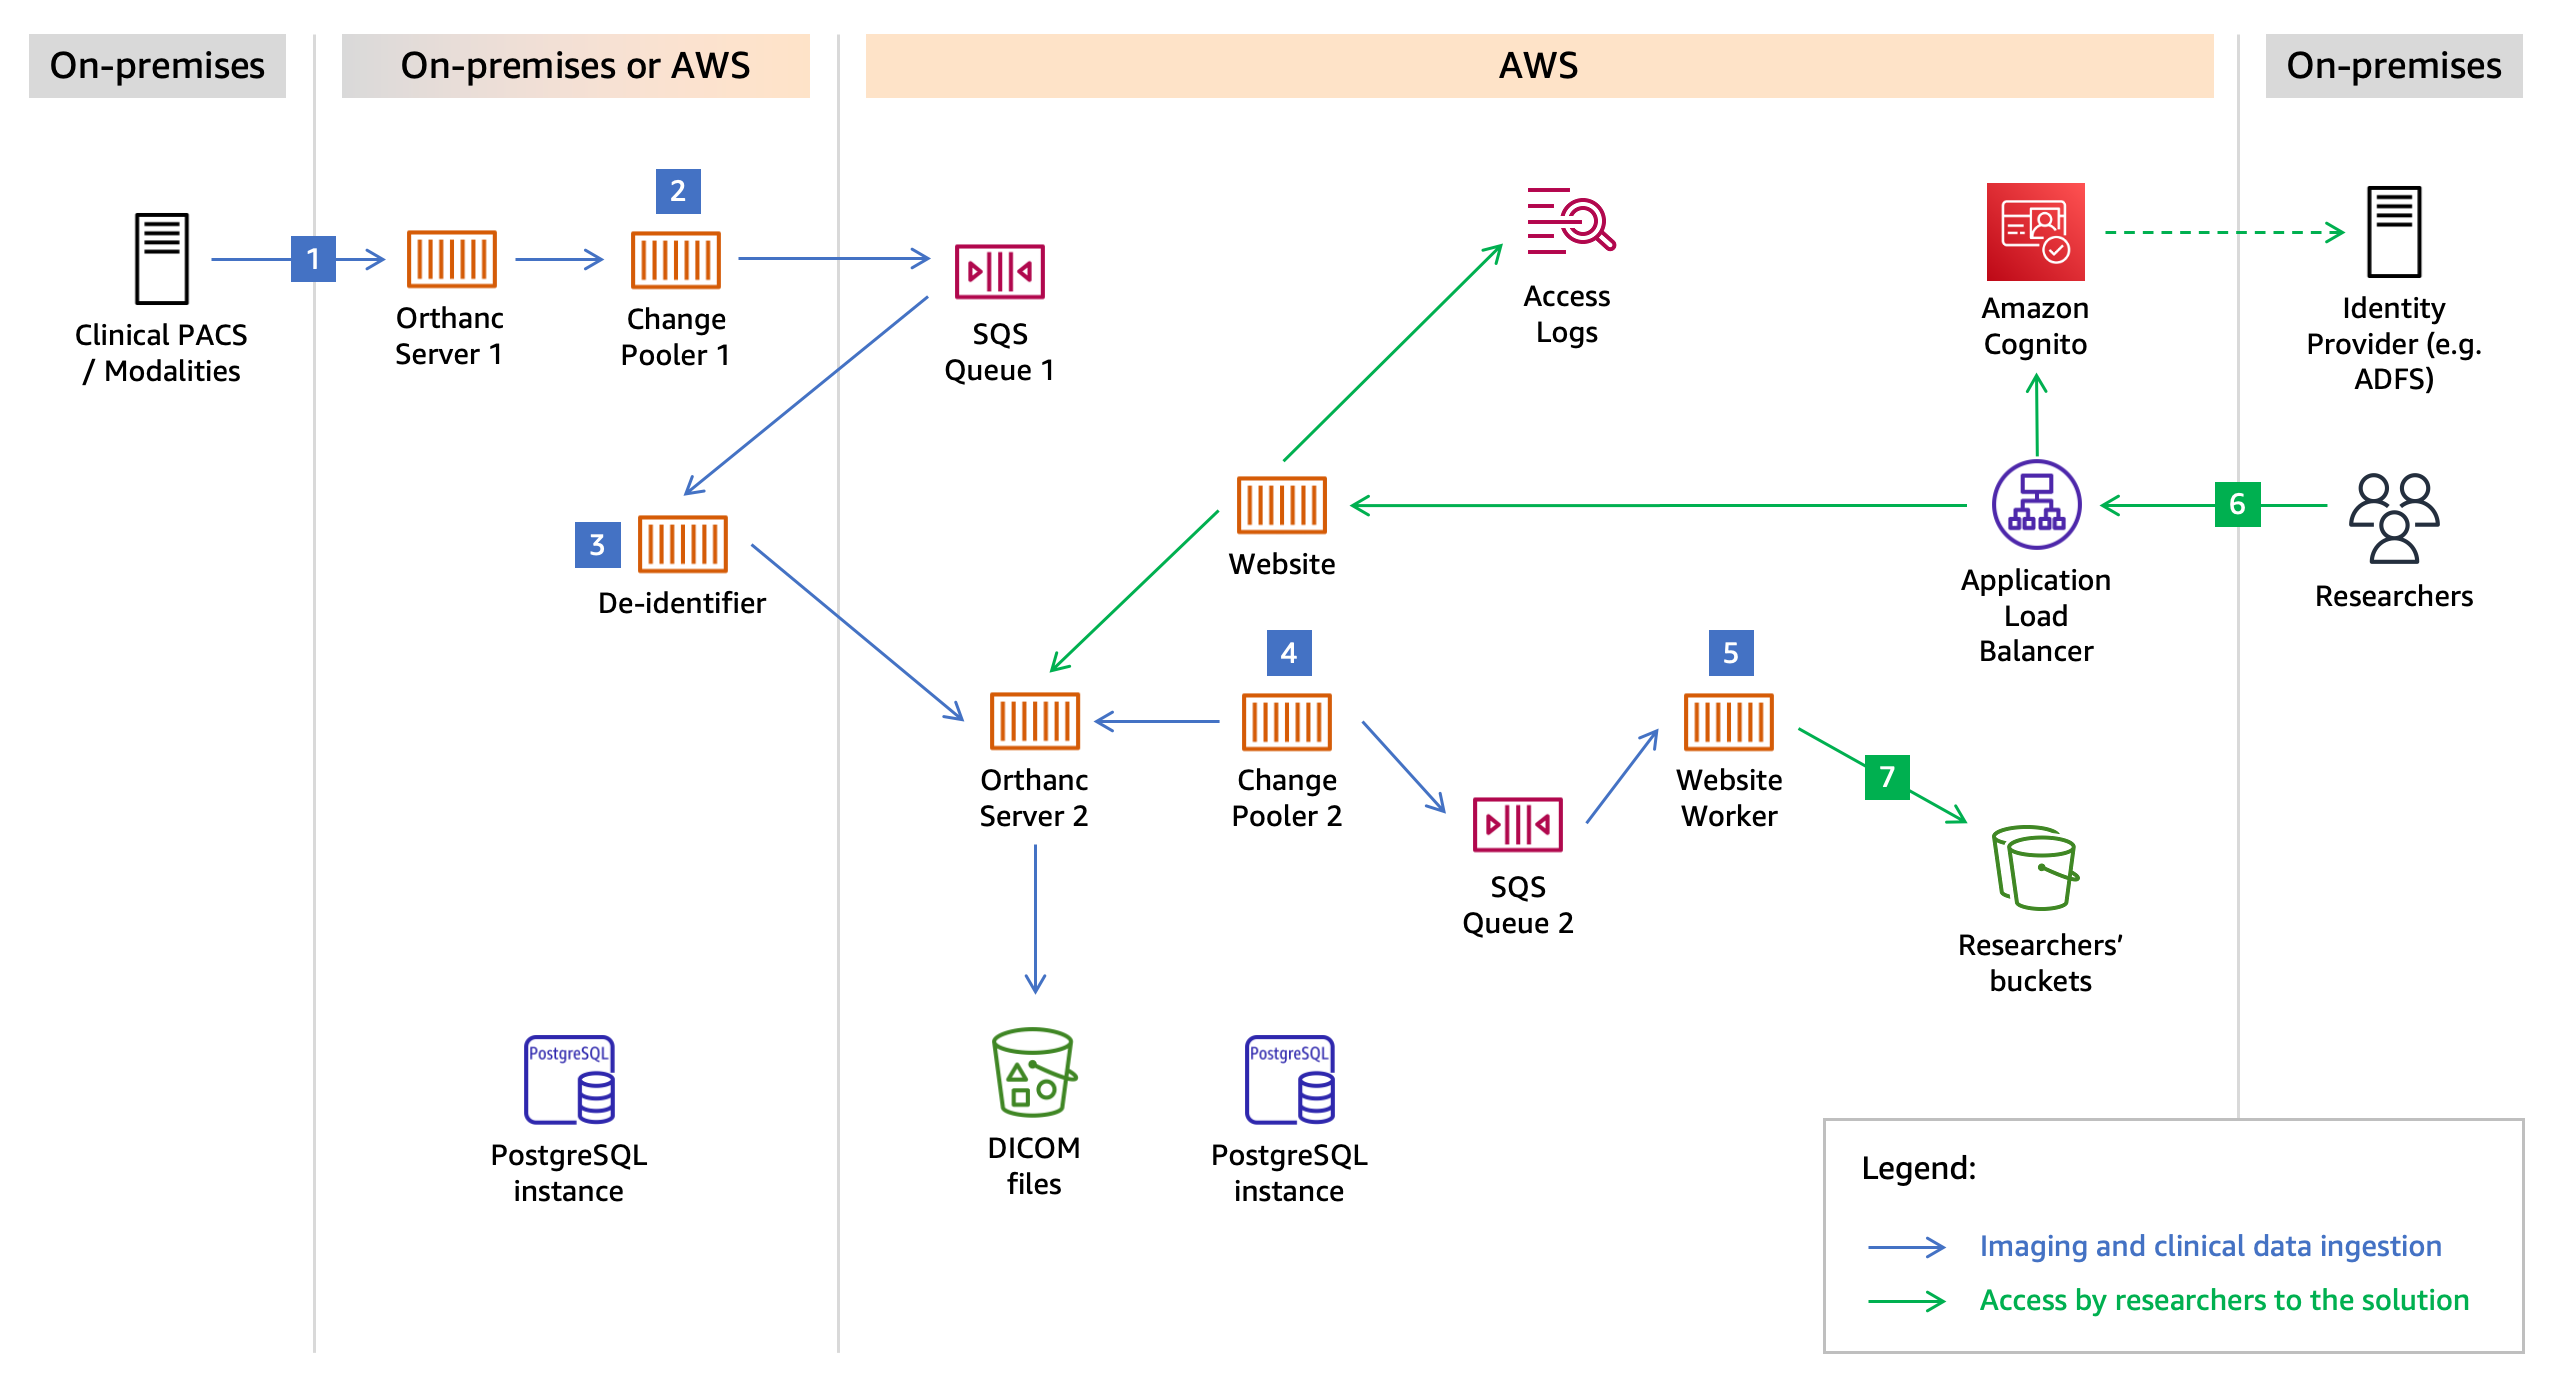 On-premises
On-premises or AWS
AWS
On-premises
1
2
Clinical PACS
/ Modalities
Orthanc
Server 1
Change
Pooler 1
SQS
Queue 1
Access
Logs
Amazon
Cognito
Identity
Provider (e.g.
ADFS)
3
De-identifier
Website
Application
Load
Balancer
6
Researchers
4
5
Orthanc
Server 2
Change
Pooler 2
Website
Worker
7
SQS
Queue 2
Researchers’
buckets
PostgreSQL
PostgreSQL
instance
DICOM
files
PostgreSQL
PostgreSQL
instance
Legend:
Imaging and clinical data ingestion
Access by researchers to the solution